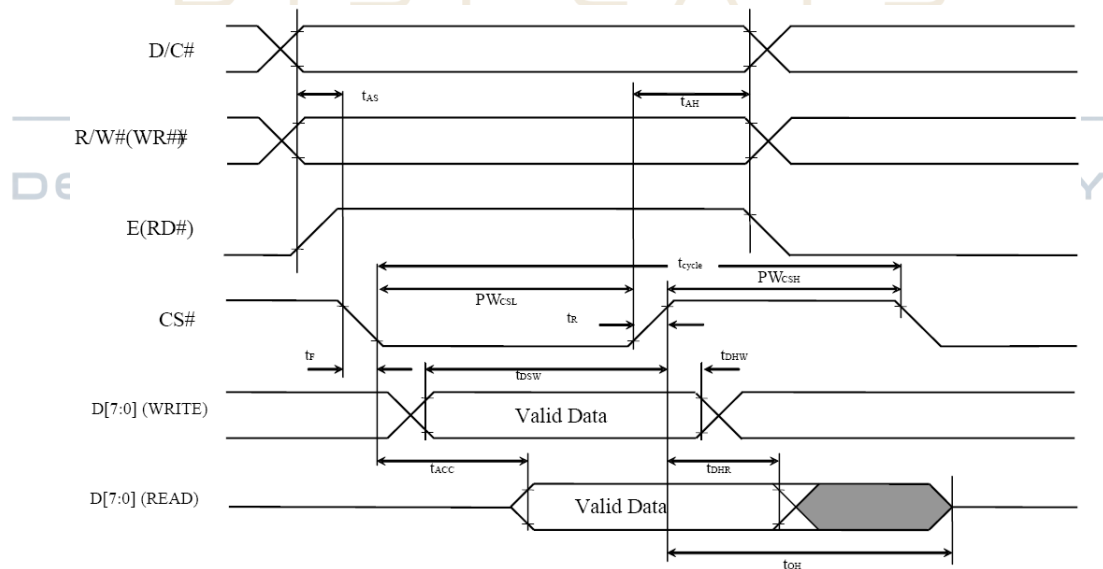 D/C#
tAS
tAH
R/W#(WR##)
E(RD#)
tcycle
PWCSL
PWCSH
CS#
tR
tF
tDSW
tDHW
D[7:0] (WRITE)
Valid Data
tACC
tDHR
D[7:0] (READ)
Valid Data
tOH